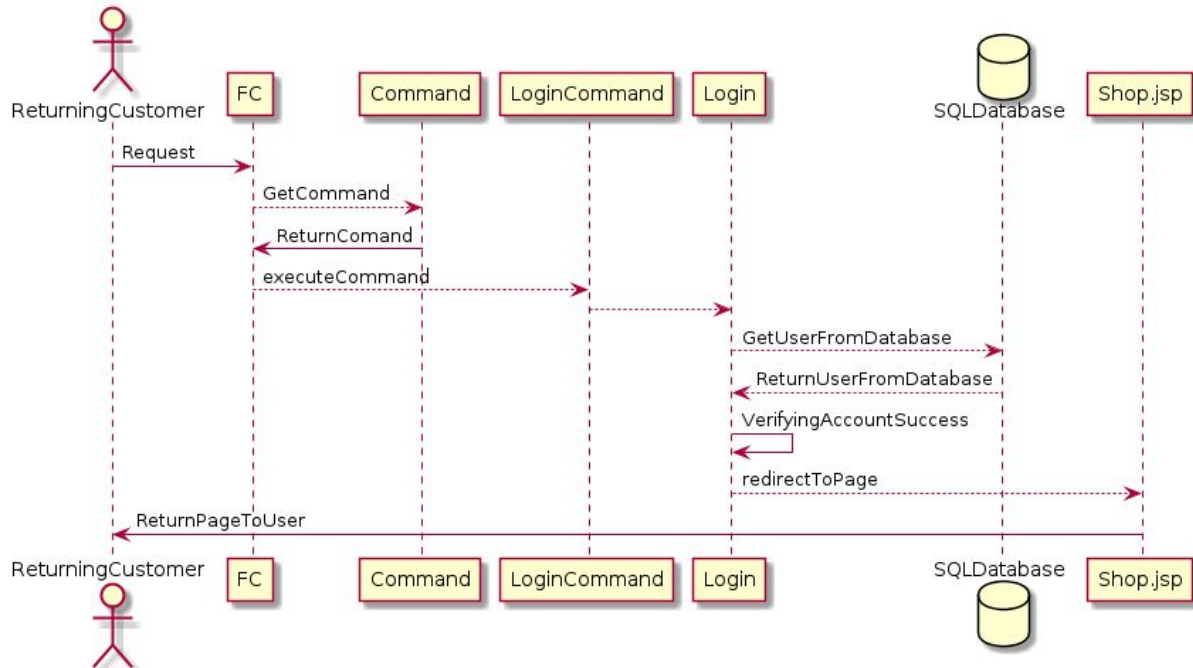 ReturningCustomer
FC
Command
LoginCommand
Login
SQLDatabase
Shop.jsp
Request
GetCommand
ReturnComand
executeCommand
GetUserFromDatabase
ReturnUserFromDatabase
VerifyingAccountSuccess
redirectToPage
ReturnPageToUser
ReturningCustomer
FC
Command
LoginCommand
Login
SQLDatabase
Shop.jsp